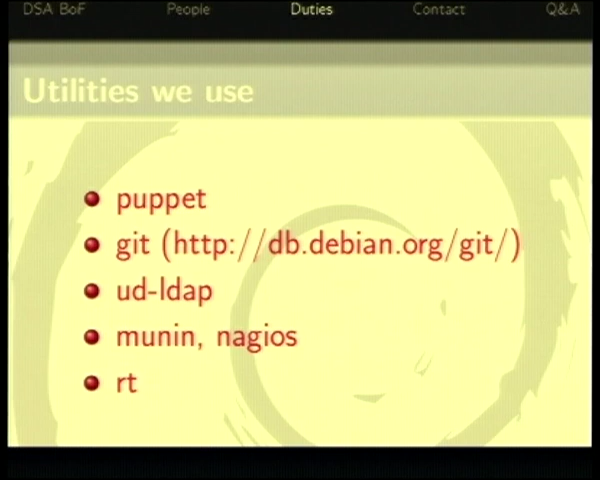 DSA BoF People Duties Contact Q&A
Utilities we use
puppet
git (http://db.debian.org/git/)
ud-ldap
munin, nagios
rt